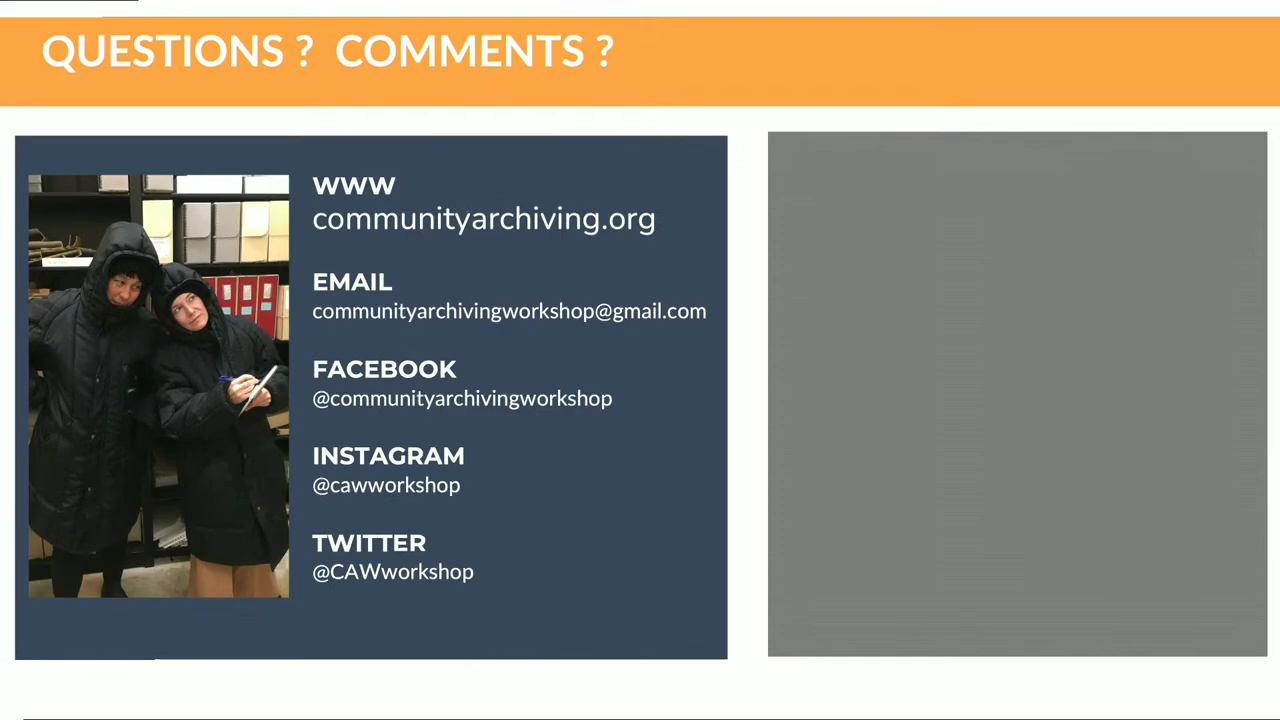 QUESTIONS ? COMMENTS ?
WWW
communityarchiving.org
EMAIL
communityarchivingworkshop@gmail.com
FACEBOOK
@communityarchivingworkshop
INSTAGRAM
@cawworkshop
TWITTER
@CAWworkshop